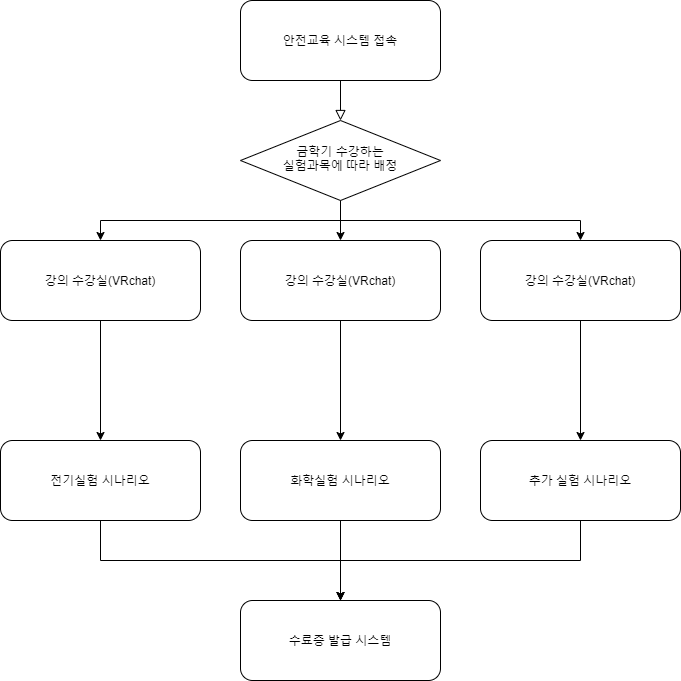 안전교육 시스템 접속
금학기 수강하는
실험과목에 따라 배정
강의 수강실(VRchat)
강의 수강실(VRchat)
강의 수강실(VRchat)
전기실험 시나리오
화학실험 시나리오
추가 실험 시나리오
수료증 발급 시스템